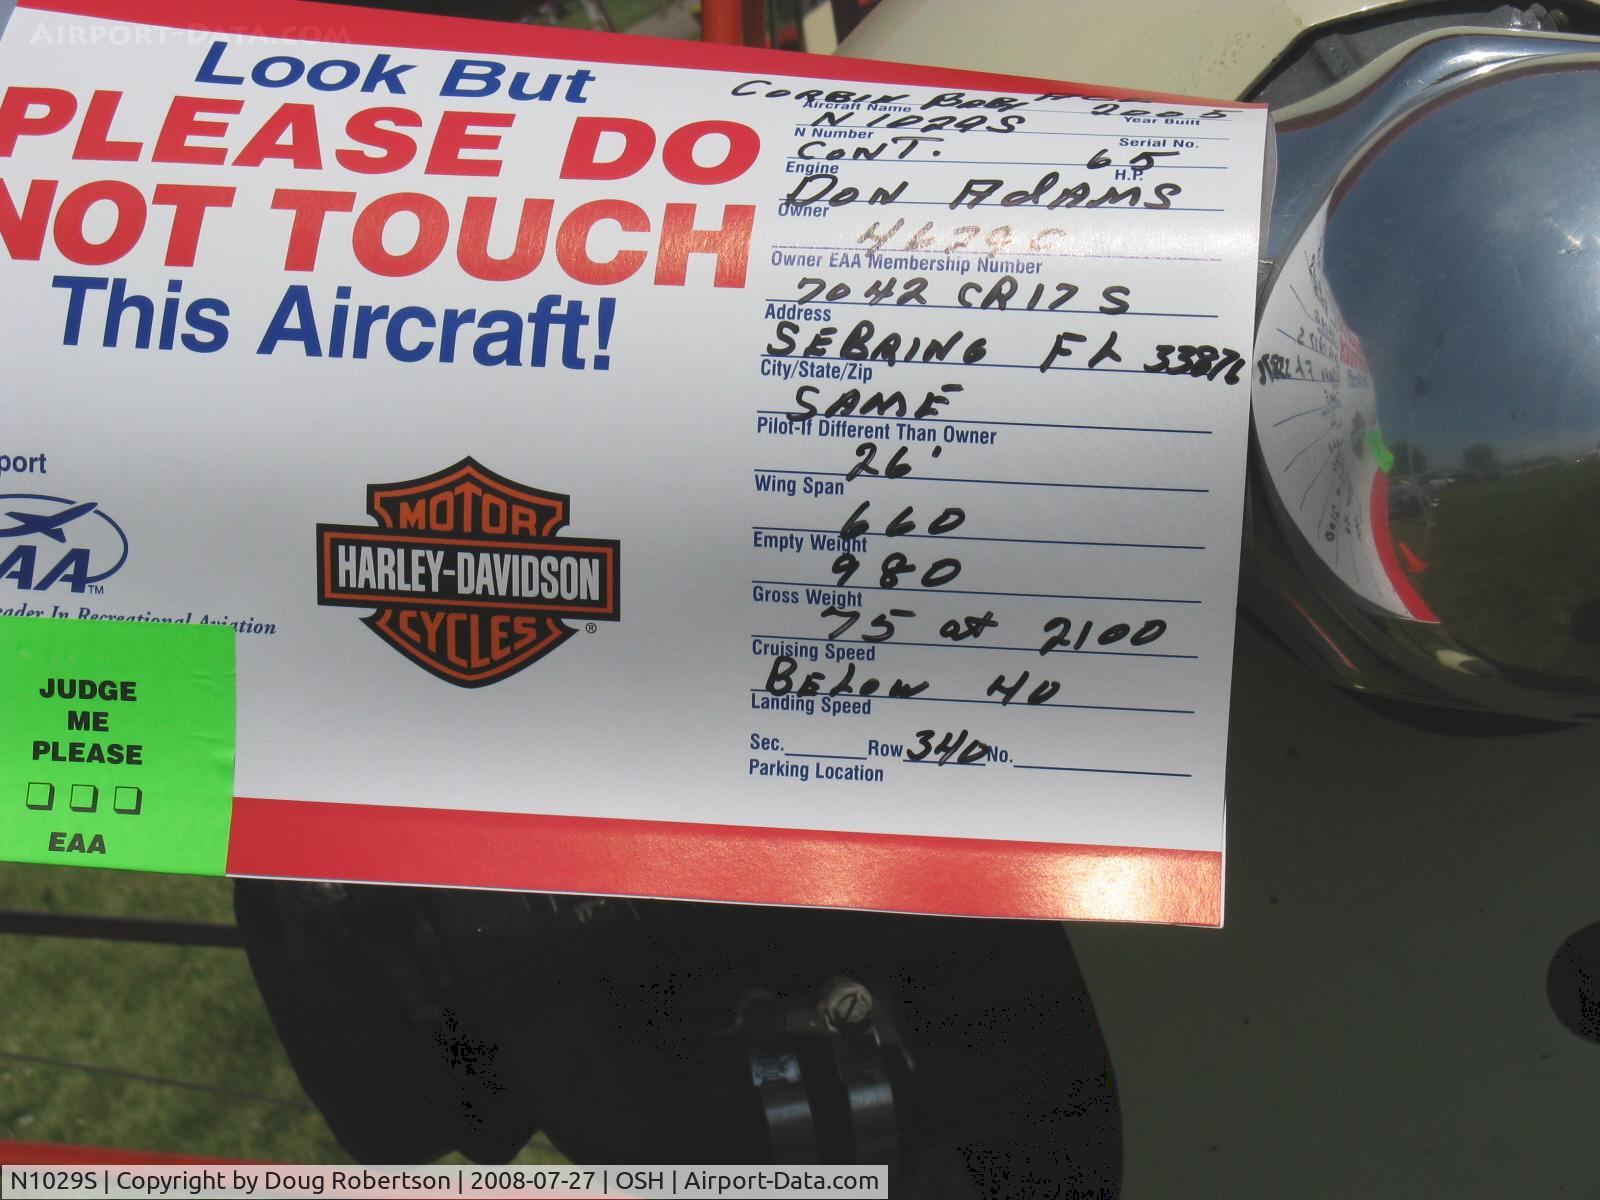 AIRPORT-DATA.COM
Look But
PLEASE DO
NOT TOUCH
This Aircraft!
port
AA™
eader In Recreational Aviation
MOTOR
HARLEY-DAVIDSON
CYCLES ®
JUDGE
ME
PLEASE
EAA
CORBIN BABY
Aircraft Name
2005
Year Built
N1029S
N Number
Serial No.
CONT.
Engine
65
H.P.
DON ADAMS
Owner
Owner EAA Membership Number
7042 CR17 S
Address
SEBRING FL 33876
City/State/Zip
SAME
Pilot-If Different Than Owner
26'
Wing Span
660
Empty Weight
980
Gross Weight
75 at 2100
Cruising Speed
BELOW 40
Landing Speed
Sec. Row 340 No.
Parking Location
N1029S | Copyright by Doug Robertson | 2008-07-27 | OSH | Airport-Data.com